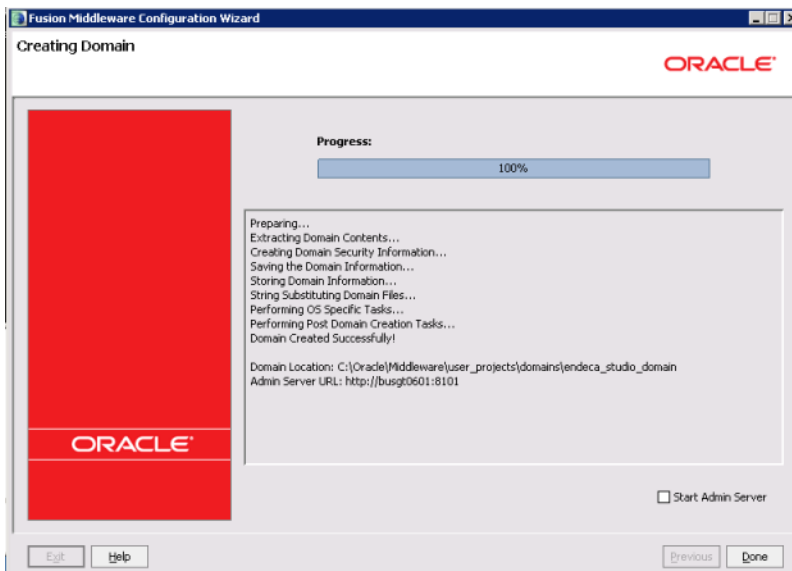 Fusion Middleware Configuration Wizard
Creating Domain
ORACLE
Progress:
100%
Preparing...
Extracting Domain Contents...
Creating Domain Security Information...
Saving the Domain Information...
Storing Domain Information...
String Substituting Domain Files...
Performing OS Specific Tasks...
Performing Post Domain Creation Tasks...
Domain Created Successfully!
Domain Location: C:\Oracle\Middleware\user_projects\domains\endeca_studio_domain
Admin Server URL: http://busgt0601:8101
ORACLE
Start Admin Server
Exit Help Previous Done